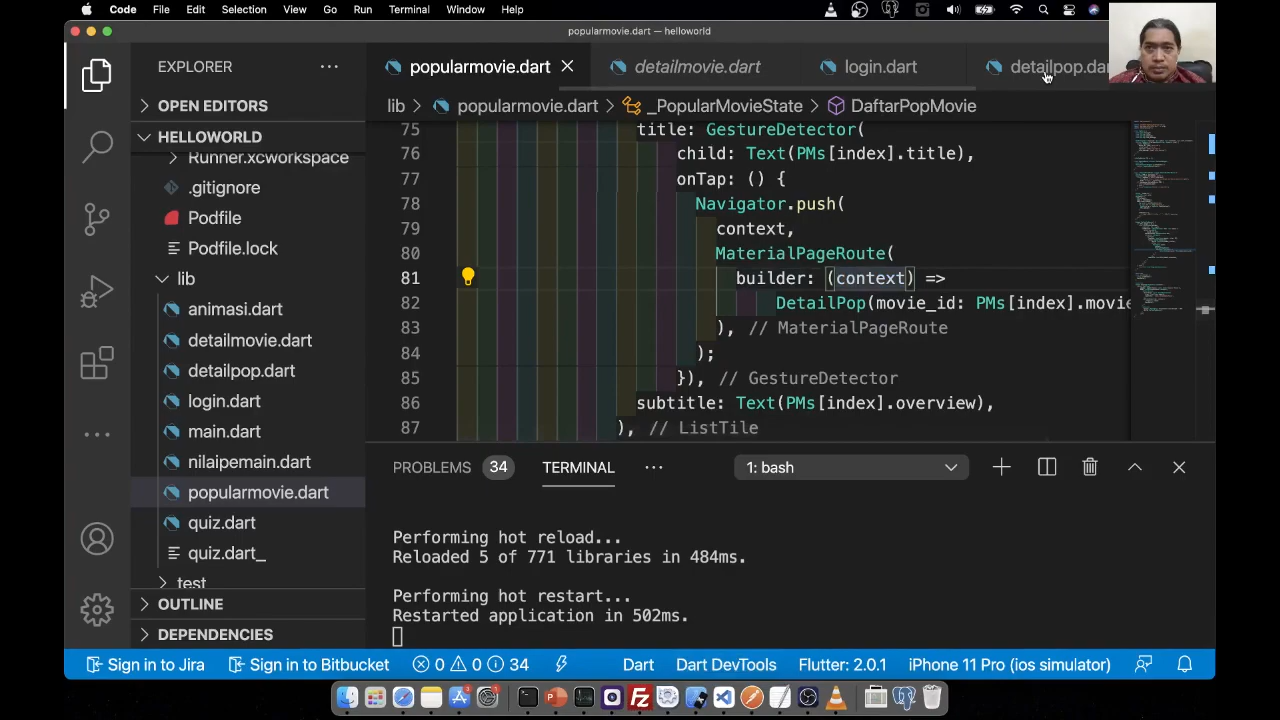 Code File Edit Selection View Go Run Terminal Window Help
popularmovie.dart — helloworld
EXPLORER
popularmovie.dart
detailmovie.dart
login.dart
OPEN EDITORS
lib
popularmovie.dart
_PopularMovieState
DaftarPopMovie
HELLOWORLD
Runner.xcworkspace
.gitignore
Podfile
Podfile.lock
lib
animasi.dart
detailmovie.dart
detailpop.dart
login.dart
main.dart
nilaipemain.dart
popularmovie.dart
quiz.dart
quiz.dart_
test
OUTLINE
DEPENDENCIES
75 title: GestureDetector(
76 child: Text(PMs[index].title),
77 onTap: () {
78 Navigator.push(
79 context,
80 MaterialPageRoute(
81 builder: (context) =>
82 DetailPop(movie_id: PMs[index].movie
83 ), // MaterialPageRoute
84 );
85 }), // GestureDetector
86 subtitle: Text(PMs[index].overview),
87 ), // ListTile
PROBLEMS 34 TERMINAL ... 1: bash
Performing hot reload...
Reloaded 5 of 771 libraries in 484ms.
Performing hot restart...
Restarted application in 502ms.
Sign in to Jira Sign in to Bitbucket 0 0 34 Dart Dart DevTools Flutter: 2.0.1 iPhone 11 Pro (ios simulator)